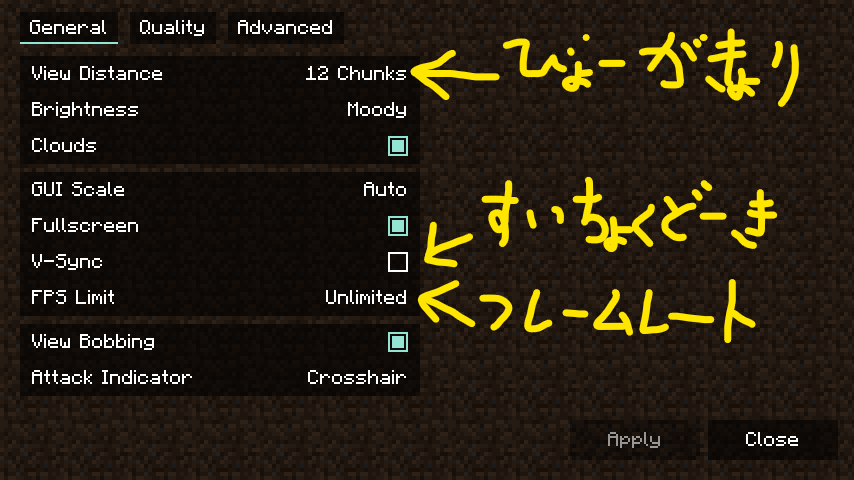 General Quality Advanced
View Distance 12 Chunks びょーがきょり
Brightness Moody
Clouds
GUI Scale Auto
Fullscreen すいちょくどーき
V-Sync
FPS Limit Unlimited フレームレート
View Bobbing
Attack Indicator Crosshair
Apply Close